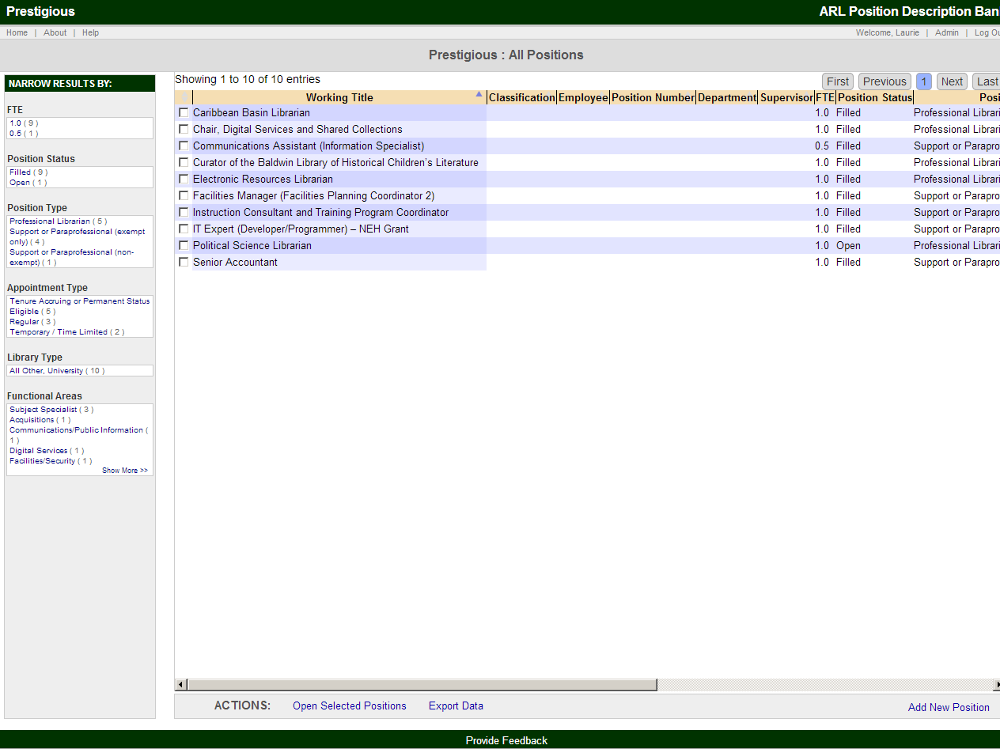 Prestigious
ARL Position Description Ban
Home | About | Help
Welcome, Laurie | Admin | Log Ou
Prestigious : All Positions
NARROW RESULTS BY:
FTE
1.0 ( 9 )
0.5 ( 1 )
Position Status
Filled ( 9 )
Open ( 1 )
Position Type
Professional Librarian ( 5 )
Support or Paraprofessional (exempt
only) ( 4 )
Support or Paraprofessional (non-
exempt) ( 1 )
Appointment Type
Tenure Accruing or Permanent Status
Eligible ( 5 )
Regular ( 3 )
Temporary / Time Limited ( 2 )
Library Type
All Other, University ( 10 )
Functional Areas
Subject Specialist ( 3 )
Acquisitions ( 1 )
Communications/Public Information (
1 )
Digital Services ( 1 )
Facilities/Security ( 1 )
Show More >>
Showing 1 to 10 of 10 entries
First Previous 1 Next Last
Working Title Classification Employee Position Number Department Supervisor FTE Position Status Posi
Caribbean Basin Librarian 1.0 Filled Professional Librari
Chair, Digital Services and Shared Collections 1.0 Filled Professional Librari
Communications Assistant (Information Specialist) 0.5 Filled Support or Parapro
Curator of the Baldwin Library of Historical Children's Literature 1.0 Filled Professional Librari
Electronic Resources Librarian 1.0 Filled Professional Librari
Facilities Manager (Facilities Planning Coordinator 2) 1.0 Filled Support or Parapro
Instruction Consultant and Training Program Coordinator 1.0 Filled Support or Parapro
IT Expert (Developer/Programmer) – NEH Grant 1.0 Filled Support or Parapro
Political Science Librarian 1.0 Open Professional Librari
Senior Accountant 1.0 Filled Support or Parapro
ACTIONS: Open Selected Positions Export Data Add New Position
Provide Feedback